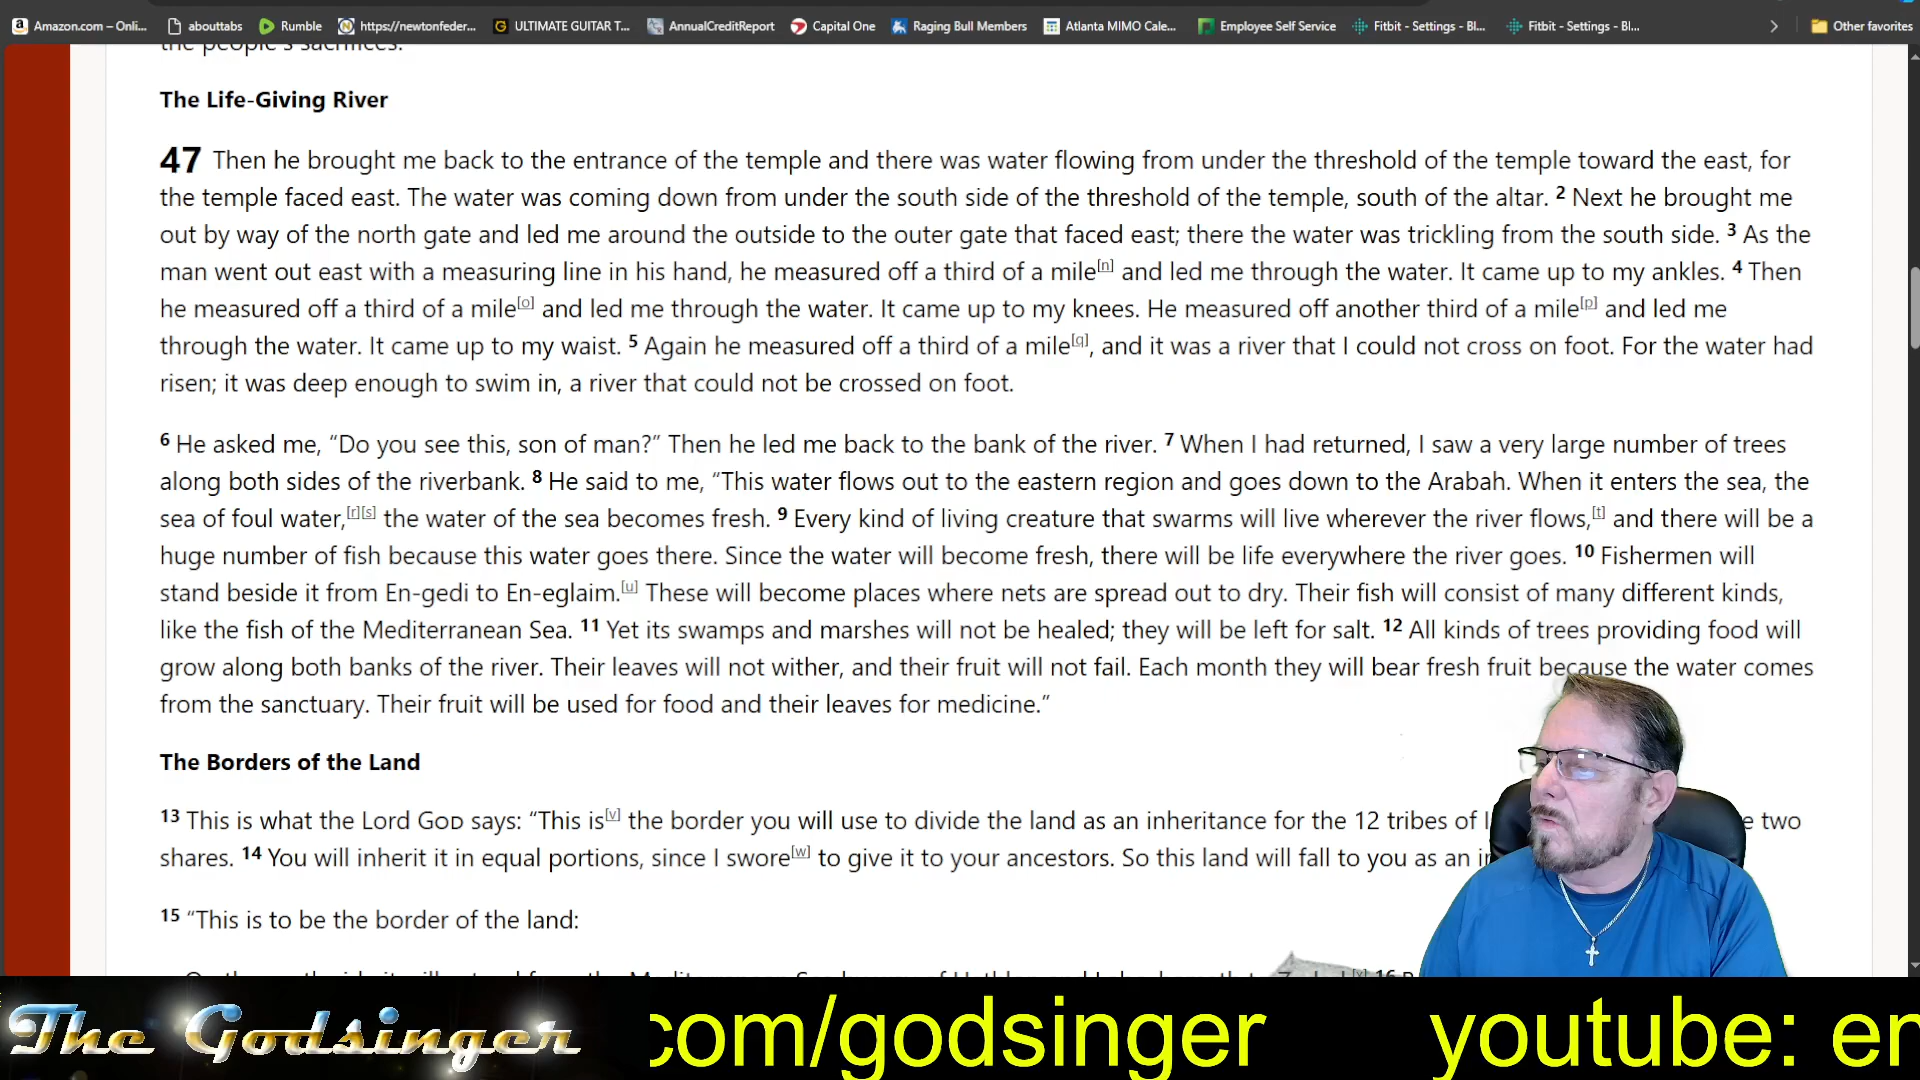 Amazon.com – Onli...
abouttabs
Rumble
https://newtonfeder...
ULTIMATE GUITAR T...
AnnualCreditReport
Capital One
Raging Bull Members
Atlanta MIMO Cale...
Employee Self Service
Fitbit - Settings - Bl...
Fitbit - Settings - Bl...
Other favorites
the people's sacrifices.
The Life-Giving River
47 Then he brought me back to the entrance of the temple and there was water flowing from under the threshold of the temple toward the east, for
the temple faced east. The water was coming down from under the south side of the threshold of the temple, south of the altar. 2 Next he brought me
out by way of the north gate and led me around the outside to the outer gate that faced east; there the water was trickling from the south side. 3 As the
man went out east with a measuring line in his hand, he measured off a third of a mile[n] and led me through the water. It came up to my ankles. 4 Then
he measured off a third of a mile[o] and led me through the water. It came up to my knees. He measured off another third of a mile[p] and led me
through the water. It came up to my waist. 5 Again he measured off a third of a mile[q], and it was a river that I could not cross on foot. For the water had
risen; it was deep enough to swim in, a river that could not be crossed on foot.
6 He asked me, “Do you see this, son of man?” Then he led me back to the bank of the river. 7 When I had returned, I saw a very large number of trees
along both sides of the riverbank. 8 He said to me, “This water flows out to the eastern region and goes down to the Arabah. When it enters the sea, the
sea of foul water,[r][s] the water of the sea becomes fresh. 9 Every kind of living creature that swarms will live wherever the river flows,[t] and there will be a
huge number of fish because this water goes there. Since the water will become fresh, there will be life everywhere the river goes. 10 Fishermen will
stand beside it from En-gedi to En-eglaim.[u] These will become places where nets are spread out to dry. Their fish will consist of many different kinds,
like the fish of the Mediterranean Sea. 11 Yet its swamps and marshes will not be healed; they will be left for salt. 12 All kinds of trees providing food will
grow along both banks of the river. Their leaves will not wither, and their fruit will not fail. Each month they will bear fresh fruit because the water comes
from the sanctuary. Their fruit will be used for food and their leaves for medicine.”
The Borders of the Land
13 This is what the Lord GOD says: “This is[v] the border you will use to divide the land as an inheritance for the 12 tribes of two
shares. 14 You will inherit it in equal portions, since I swore[w] to give it to your ancestors. So this land will fall to you as an
15 “This is to be the border of the land:
The Godsinger
com/godsinger youtube: en